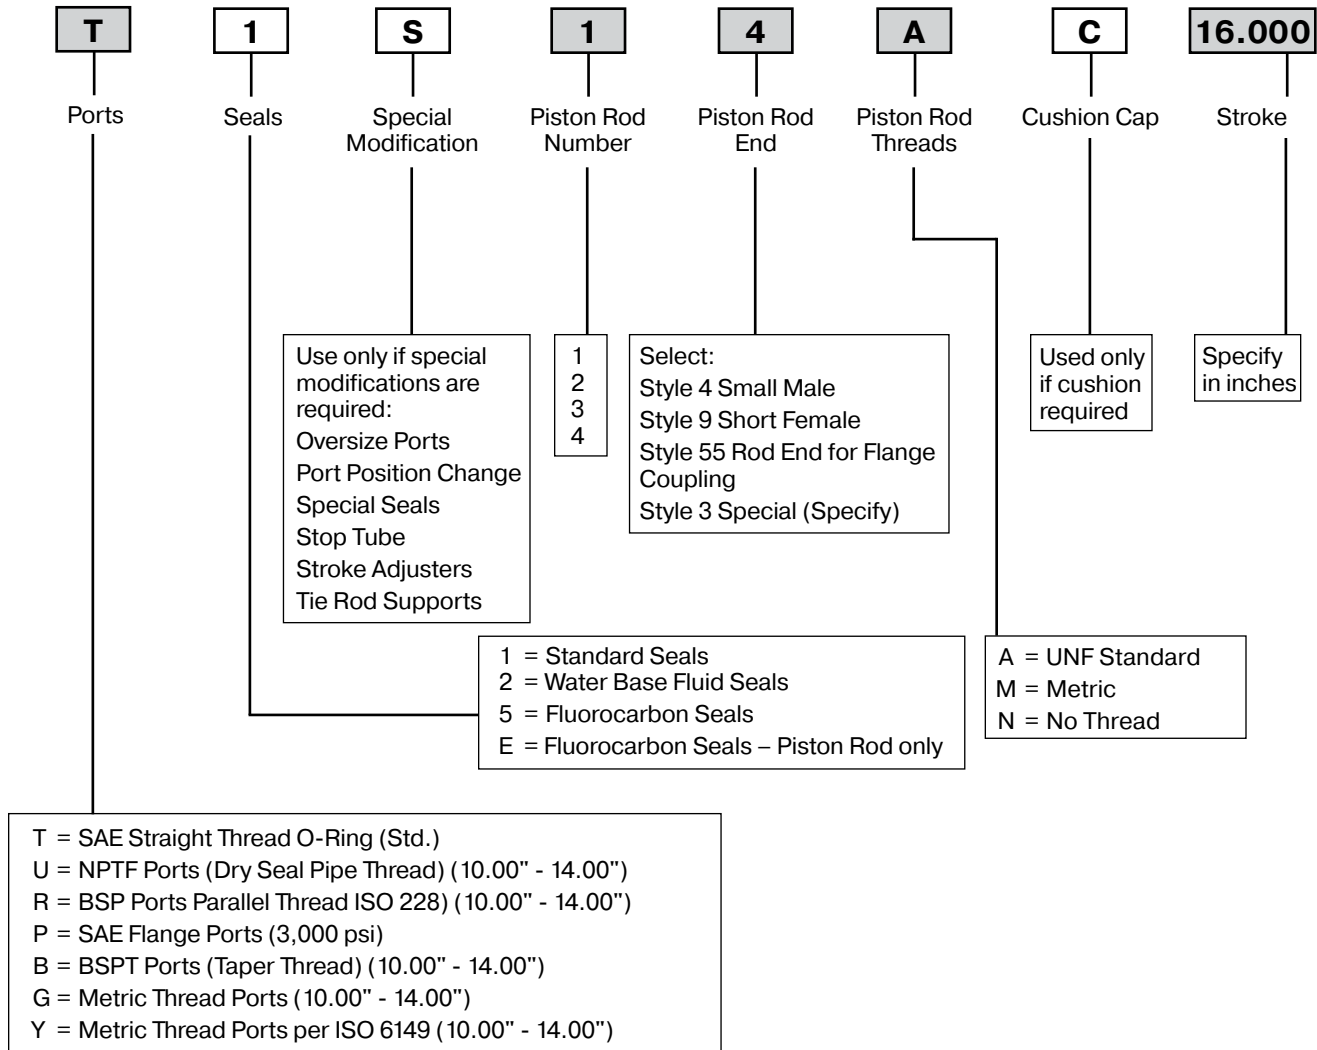 T 1 S 1 4 A C 16.000
Ports Seals Special Piston Rod Piston Rod Piston Rod Cushion Cap Stroke
Modification Number End Threads
Use only if special
modifications are
required:
Oversize Ports
Port Position Change
Special Seals
Stop Tube
Stroke Adjusters
Tie Rod Supports
1
2
3
4
Select:
Style 4 Small Male
Style 9 Short Female
Style 55 Rod End for Flange
Coupling
Style 3 Special (Specify)
Used only
if cushion
required
Specify
in inches
1 = Standard Seals
2 = Water Base Fluid Seals
5 = Fluorocarbon Seals
E = Fluorocarbon Seals – Piston Rod only
A = UNF Standard
M = Metric
N = No Thread
T = SAE Straight Thread O-Ring (Std.)
U = NPTF Ports (Dry Seal Pipe Thread) (10.00" - 14.00")
R = BSP Ports Parallel Thread ISO 228) (10.00" - 14.00")
P = SAE Flange Ports (3,000 psi)
B = BSPT Ports (Taper Thread) (10.00" - 14.00")
G = Metric Thread Ports (10.00" - 14.00")
Y = Metric Thread Ports per ISO 6149 (10.00" - 14.00")